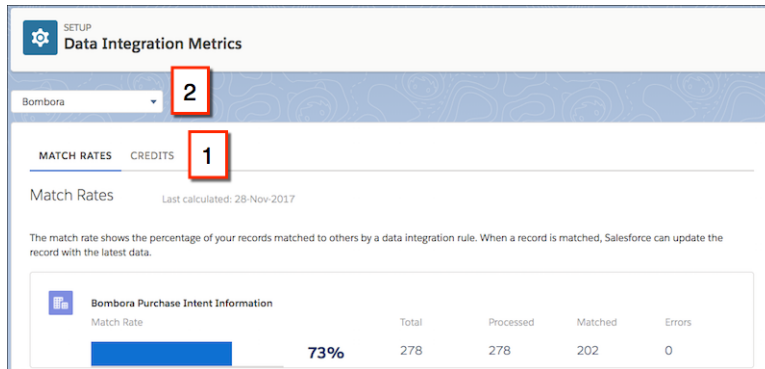 SETUP
Data Integration Metrics
Bombora
2
MATCH RATES CREDITS
1
Match Rates Last calculated: 28-Nov-2017
The match rate shows the percentage of your records matched to others by a data integration rule. When a record is matched, Salesforce can update the
record with the latest data.
Bombora Purchase Intent Information
Match Rate Total Processed Matched Errors
73% 278 278 202 0